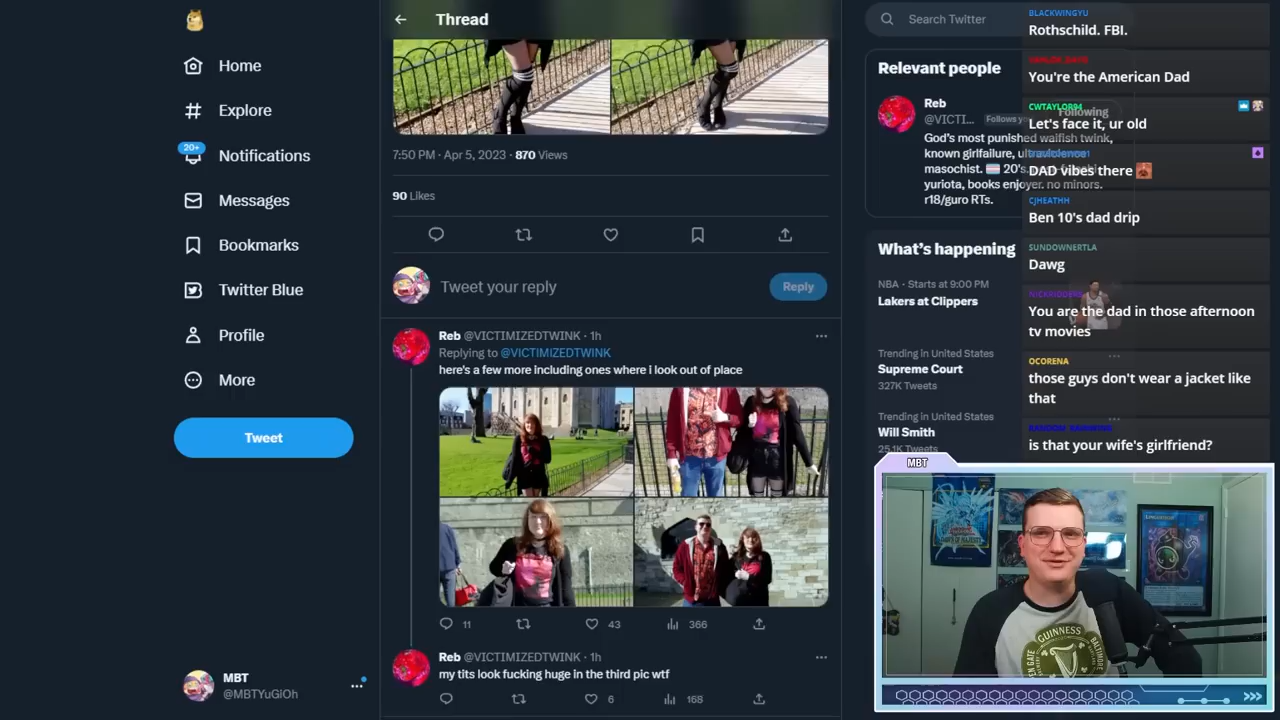 Home
Explore
20+
Notifications
Messages
Bookmarks
Twitter Blue
Profile
More
Tweet
MBT
@MBTYuGiOh
Thread
7:50 PM · Apr 5, 2023 · 870 Views
90 Likes
Tweet your reply
Reply
Reb @VICTIMIZEDTWINK · 1h
Replying to @VICTIMIZEDTWINK
here's a few more including ones where i look out of place
11
43
366
Reb @VICTIMIZEDTWINK · 1h
my tits look fucking huge in the third pic wtf
6
168
Search Twitter
Relevant people
Reb
@VICTI...
Follows
Following
God's most punished waifish twink,
known girlfailure,
masochist. 20's,
yuriota, books enjoyer. no minors.
r18/guro RTs.
What's happening
NBA · Starts at 9:00 PM
Lakers at Clippers
Trending in United States
Supreme Court
327K Tweets
Trending in United States
Will Smith
25.1K Tweets
BLACKWINGYU
Rothschild. FBI.
You're the American Dad
CWTAYLOR94
Let's face it, ur old
DAD vibes there
CJHEATHH
Ben 10's dad drip
SUNDOWNERTLA
Dawg
You are the dad in those afternoon
tv movies
OCORENA
those guys don't wear a jacket like
that
is that your wife's girlfriend?
MBT
GUINNESS